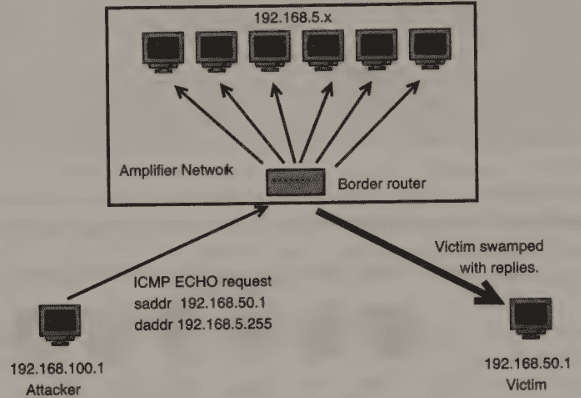 192.168.5.x
Amplifier Network
Border router
Victim swamped
with replies.
ICMP ECHO request
saddr 192.168.50.1
daddr 192.168.5.255
192.168.100.1
Attacker
192.168.50.1
Victim